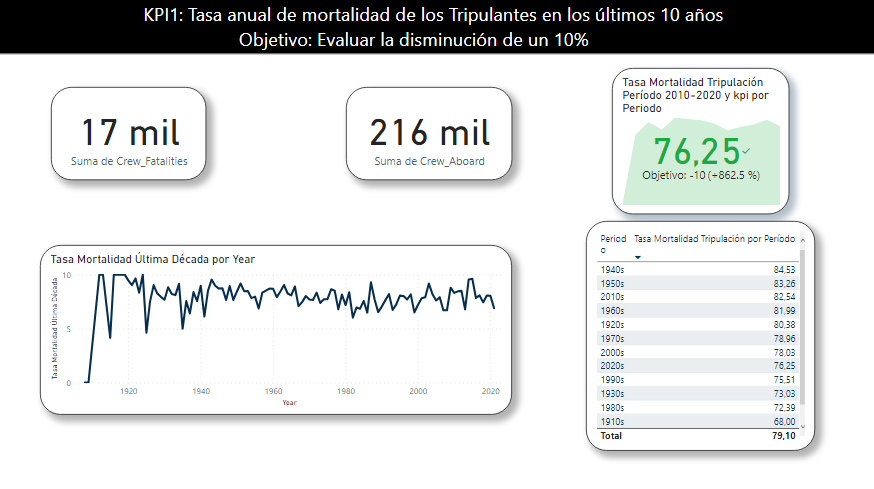 KPI1: Tasa anual de mortalidad de los Tripulantes en los últimos 10 años
Objetivo: Evaluar la disminución de un 10%
17 mil
Suma de Crew_Fatalities
216 mil
Suma de Crew_Aboard
Tasa Mortalidad Tripulación
Período 2010-2020 y kpi por
Periodo
76,25
Objetivo: -10 (+862.5 %)
Tasa Mortalidad Última Década por Year
Tasa Mortalidad Última Década
10
5
0
1920 1940 1960 1980 2000 2020
Year
Period
o
Tasa Mortalidad Tripulación por Período
1940s 84,53
1950s 83,26
2010s 82,54
1960s 81,99
1920s 80,38
1970s 78,96
2000s 78,03
2020s 76,25
1990s 75,51
1930s 73,03
1980s 72,39
1910s 68,00
Total 79,10